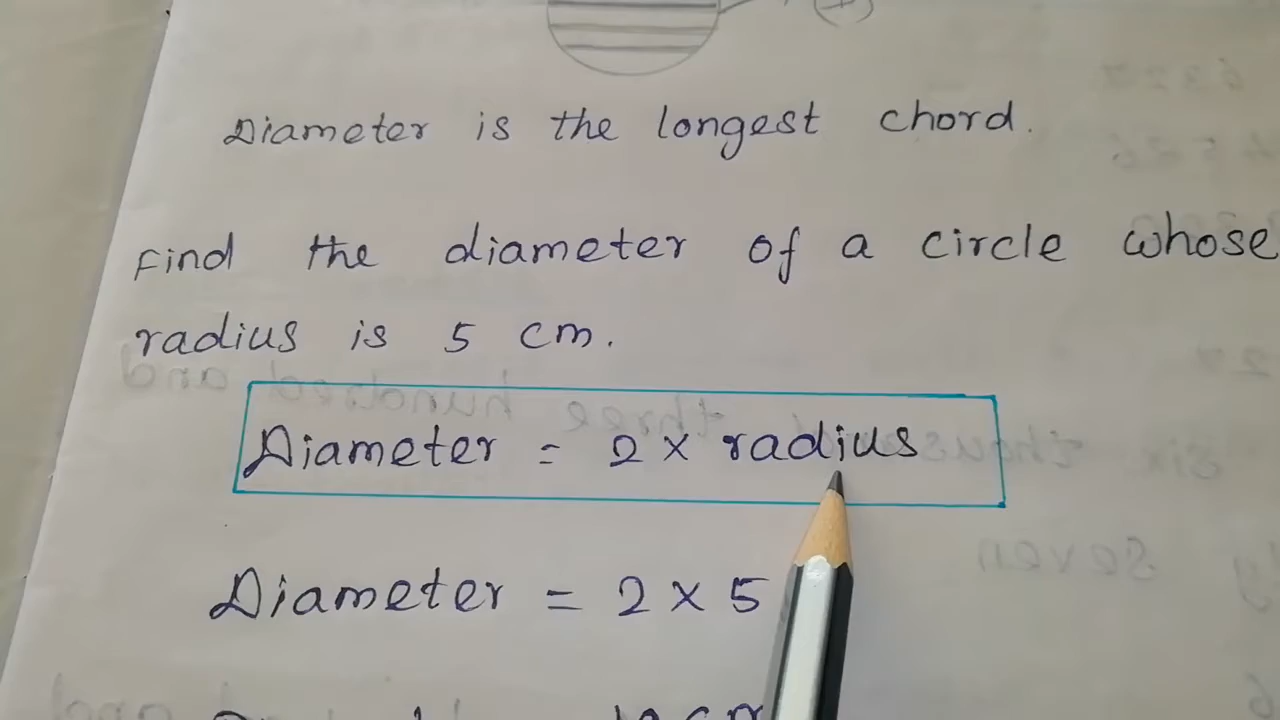 Diameter is the longest chord.
Find the diameter of a circle whose
radius is 5 cm.
Diameter = 2 × radius
Diameter = 2 × 5